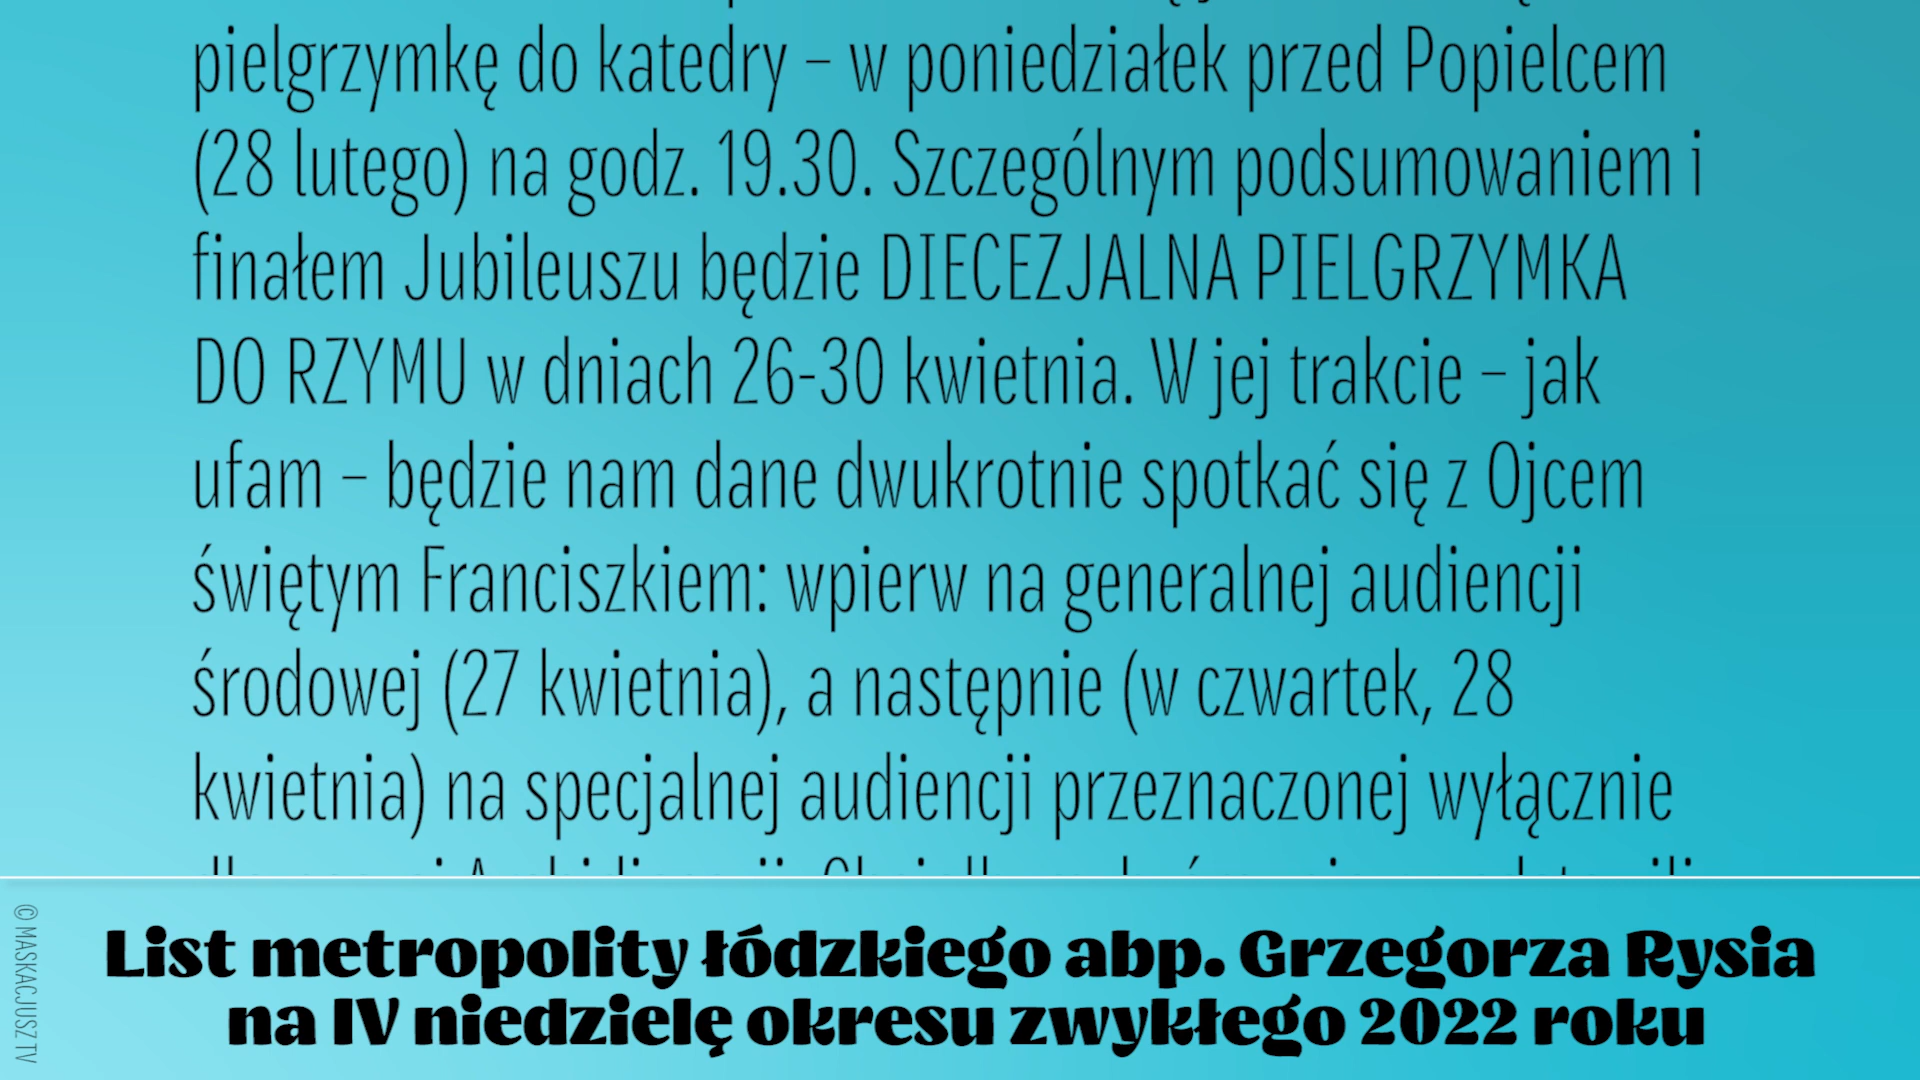 pielgrzymkę do katedry – w poniedziałek przed Popielcem
(28 lutego) na godz. 19.30. Szczególnym podsumowaniem i
finałem Jubileuszu będzie DIECEZJALNA PIELGRZYMKA
DO RZYMU w dniach 26-30 kwietnia. W jej trakcie – jak
ufam – będzie nam dane dwukrotnie spotkać się z Ojcem
świętym Franciszkiem: wpierw na generalnej audiencji
środowej (27 kwietnia), a następnie (w czwartek, 28
kwietnia) na specjalnej audiencji przeznaczonej wyłącznie
List metropolity łódzkiego abp. Grzegorza Rysia
na IV niedzielę okresu zwykłego 2022 roku
© MASKACJUSZ TV